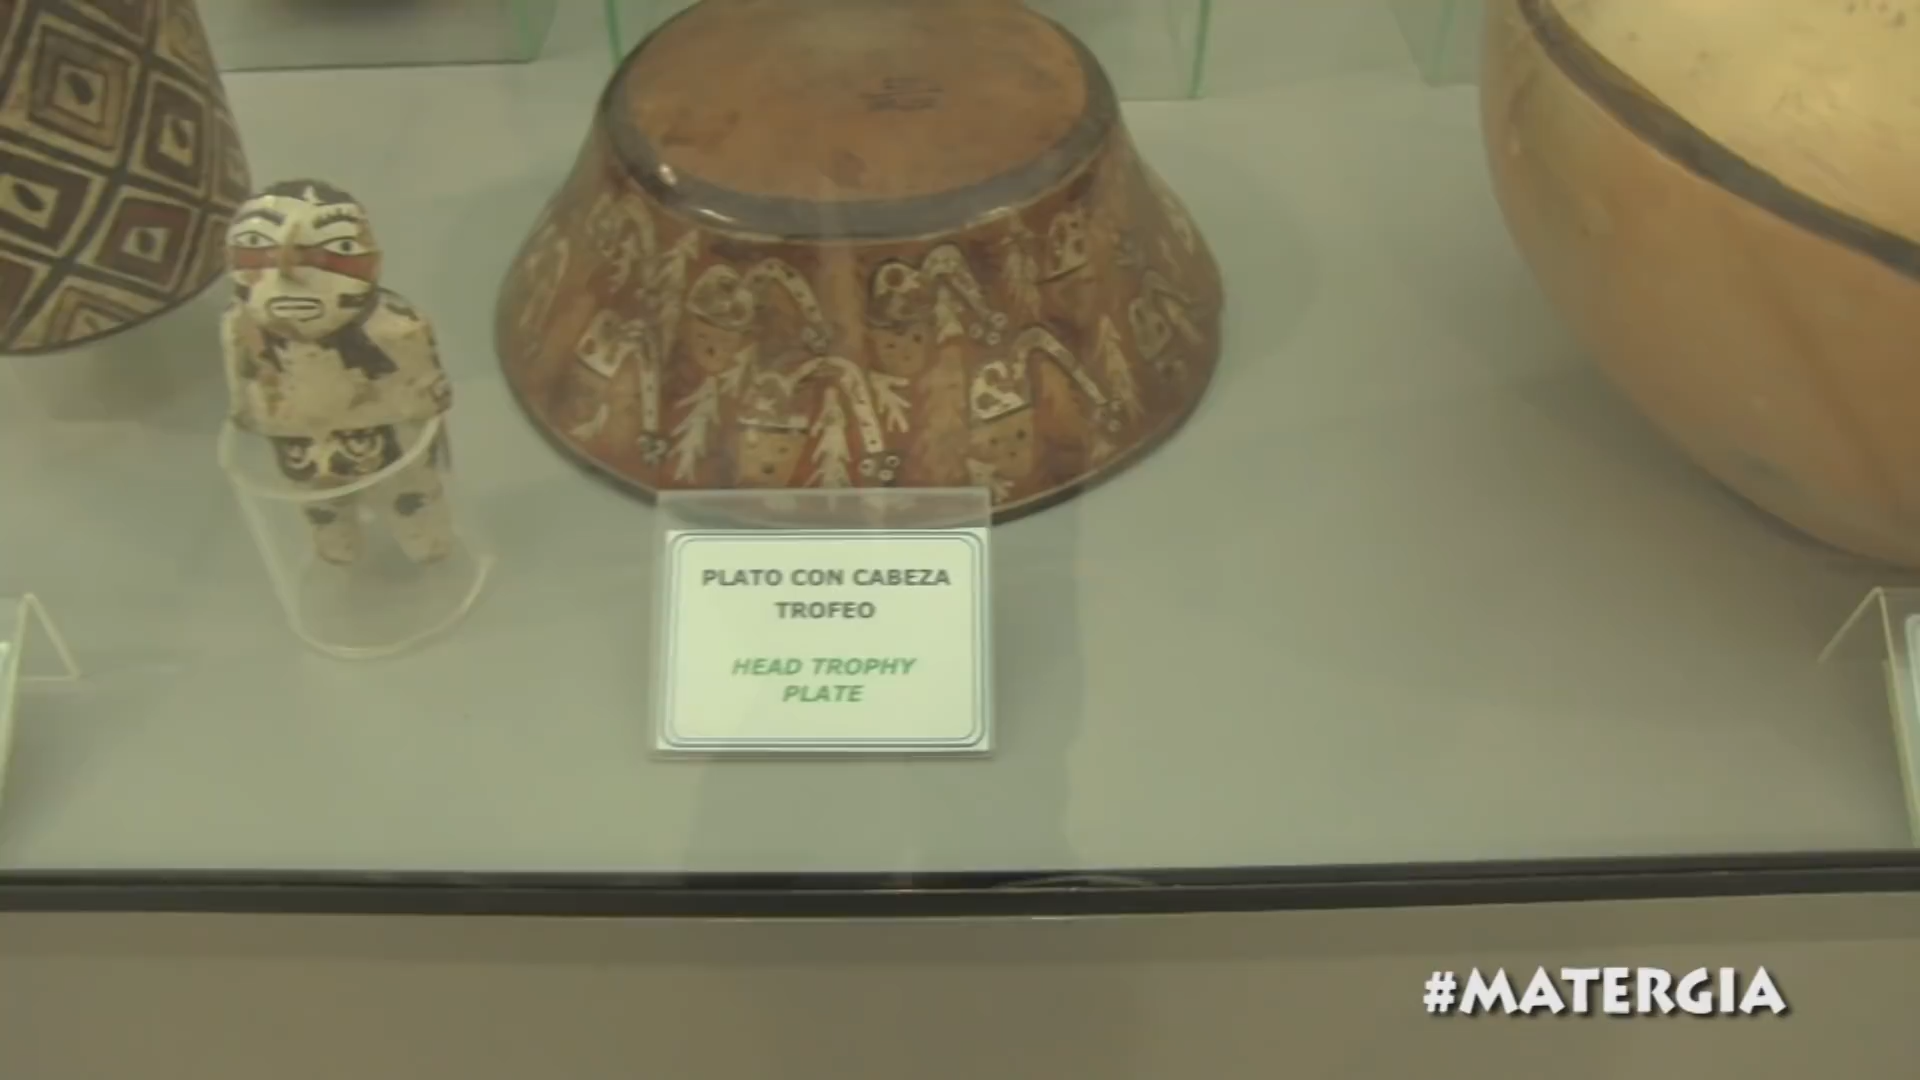 PLATO CON CABEZA
TROFEO
HEAD TROPHY
PLATE
#MATERGIA